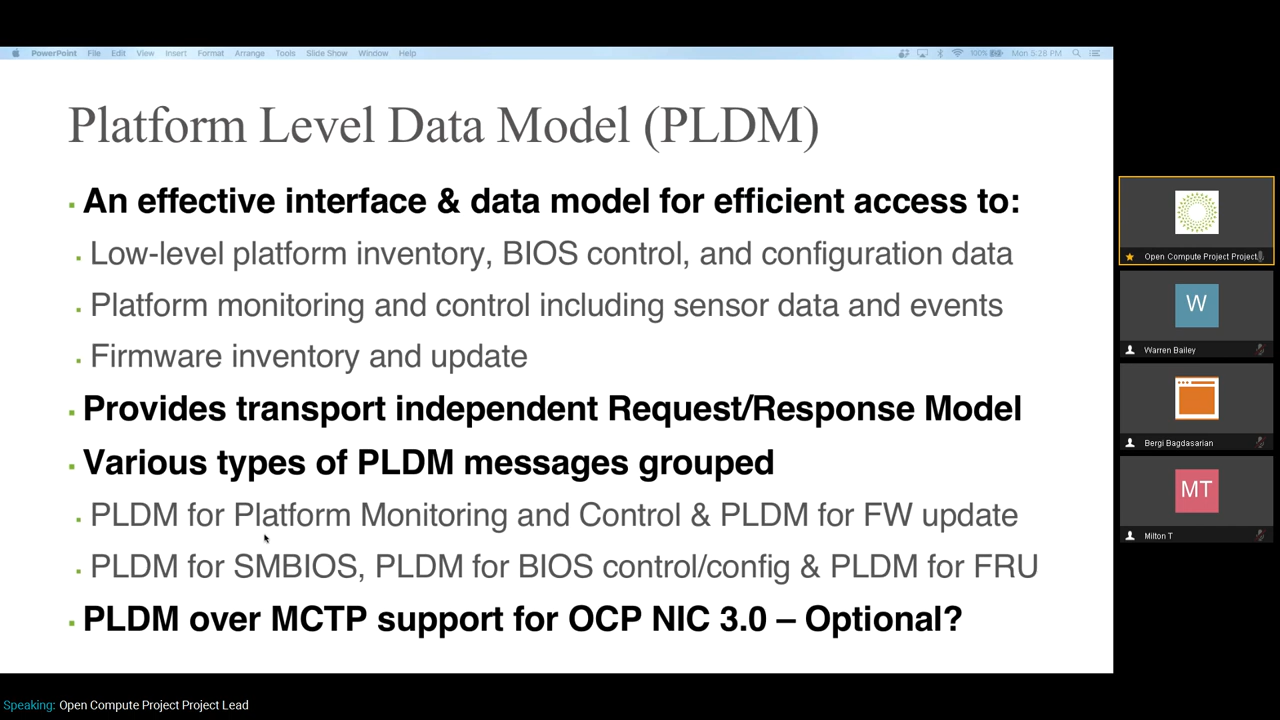 PowerPoint File Edit View Insert Format Arrange Tools Slide Show Window Help 100% Mon 5:28 PM
Platform Level Data Model (PLDM)
An effective interface & data model for efficient access to:
Low-level platform inventory, BIOS control, and configuration data
Platform monitoring and control including sensor data and events
Firmware inventory and update
Provides transport independent Request/Response Model
Various types of PLDM messages grouped
PLDM for Platform Monitoring and Control & PLDM for FW update
PLDM for SMBIOS, PLDM for BIOS control/config & PLDM for FRU
PLDM over MCTP support for OCP NIC 3.0 – Optional?
Open Compute Project Project
W
Warren Bailey
Bergi Bagdasarian
MT
Milton T
Speaking: Open Compute Project Project Lead